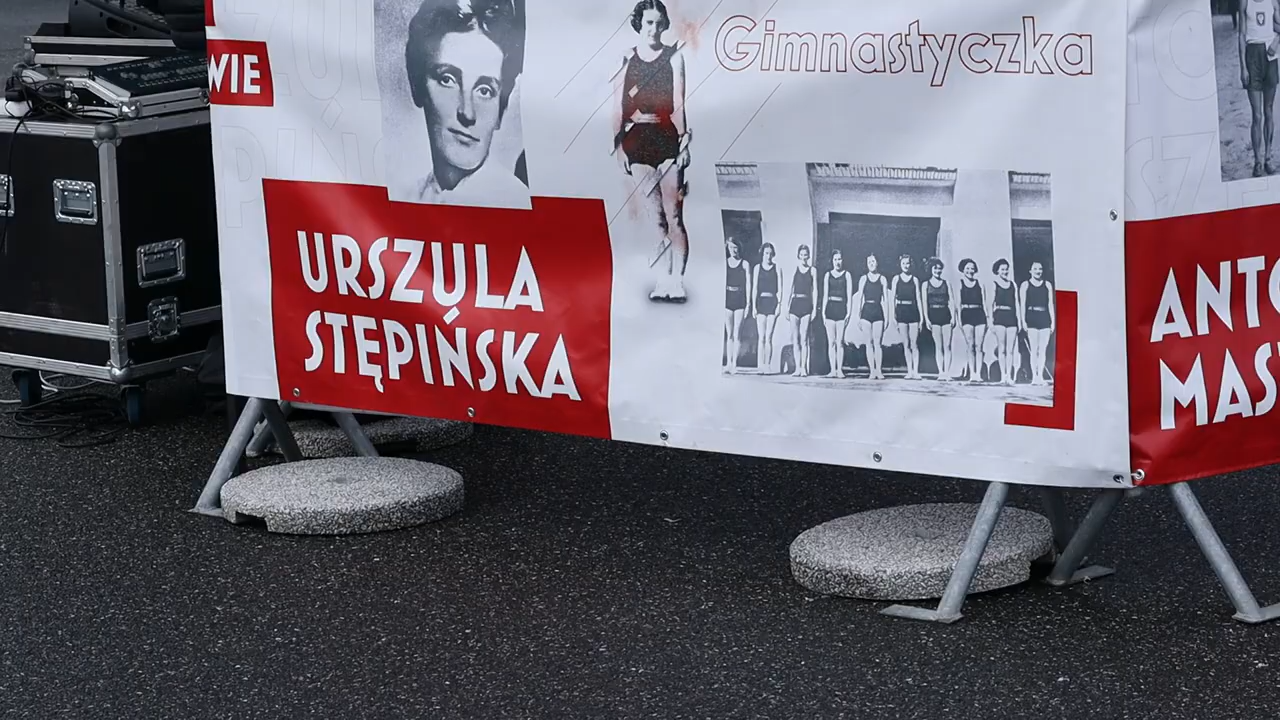 WIE
Gimnastyczka
URSZULA
STĘPIŃSKA
ANTO
MAS